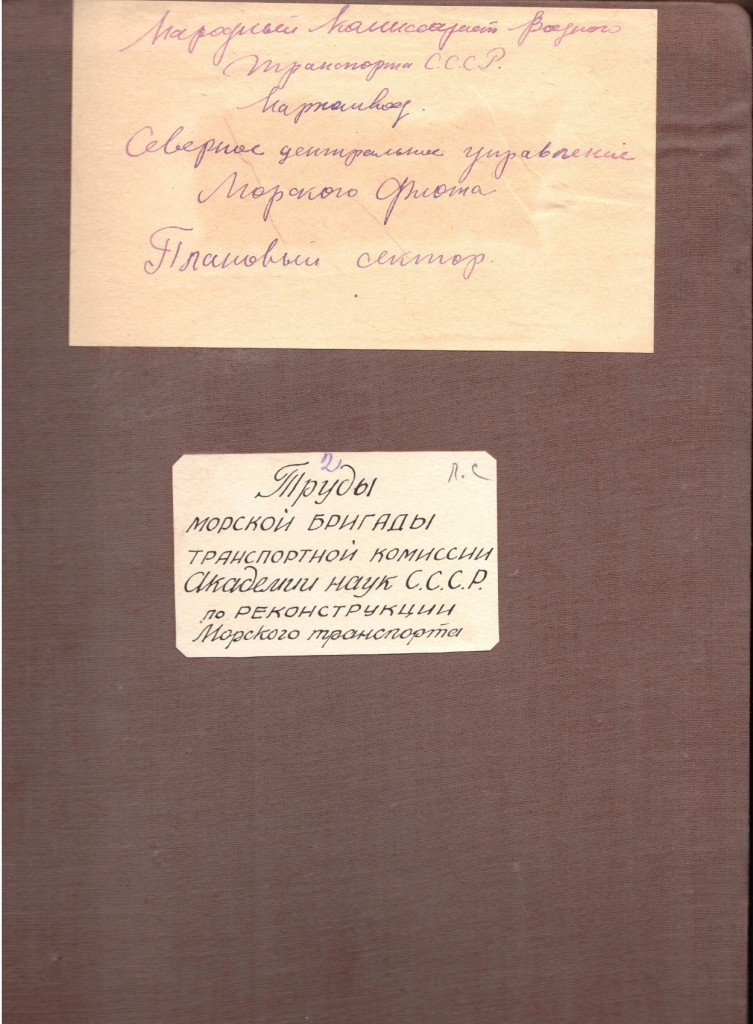 Народный Комиссариат Водного
транспорта С.С.С.Р.
Наркомвод.
Северное центральное управление
Морского Флота
Плановый сектор.
2
Труды
п.с
МОРСКОЙ БРИГАДЫ
ТРАНСПОРТНОЙ КОМИССИИ
Академии наук С.С.С.Р.
по РЕКОНСТРУКЦИИ
Морского транспорта